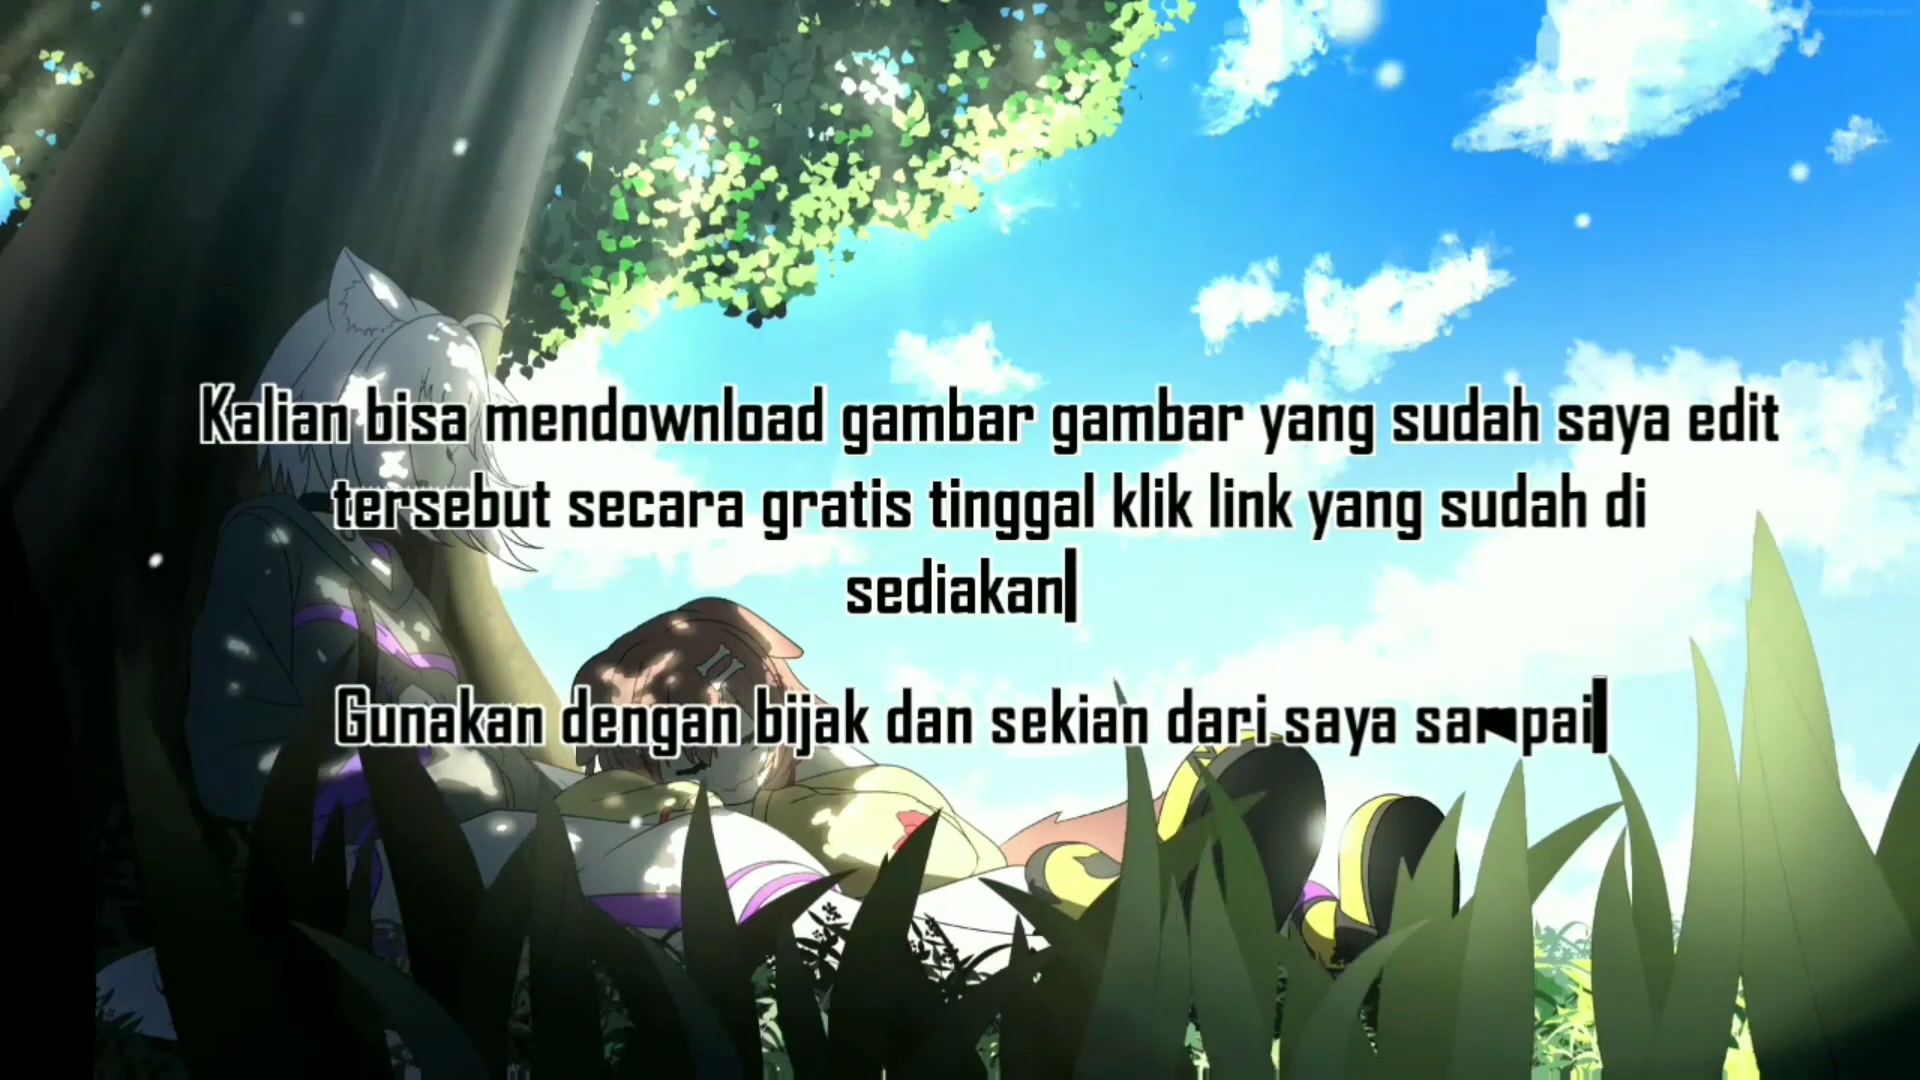 Kalian bisa mendownload gambar gambar yang sudah saya edit
tersebut secara gratis tinggal klik link yang sudah di
sediakan
Gunakan dengan bijak dan sekian dari saya sampai